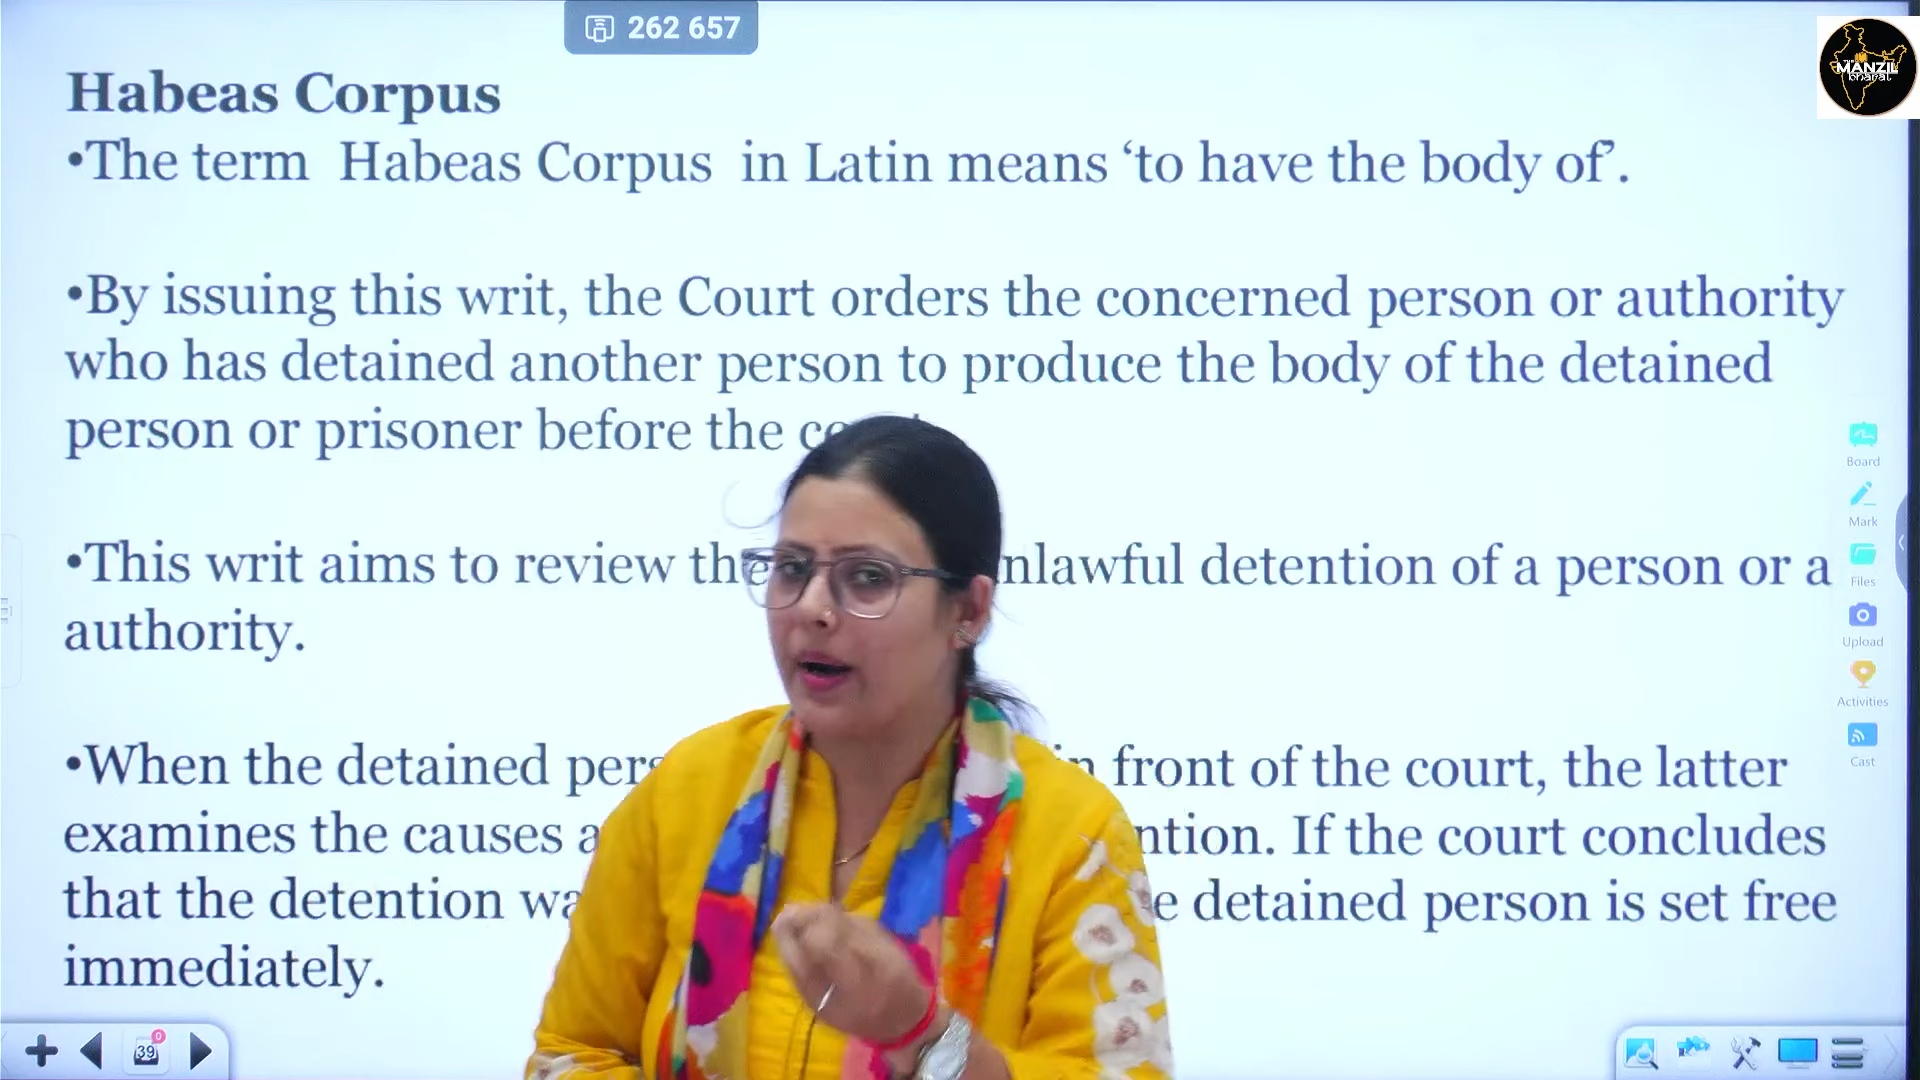 262 657
MANZIL
bharat
Habeas Corpus
•The term Habeas Corpus in Latin means ‘to have the body of’.
•By issuing this writ, the Court orders the concerned person or authority
who has detained another person to produce the body of the detained
person or prisoner before the
•This writ aims to review the detention of a person or a
authority.
•When the detained in front of the court, the latter
examines the causes If the court concludes
that the detention detained person is set free
immediately.
Board
Mark
Files
Upload
Activities
Cast
39
0